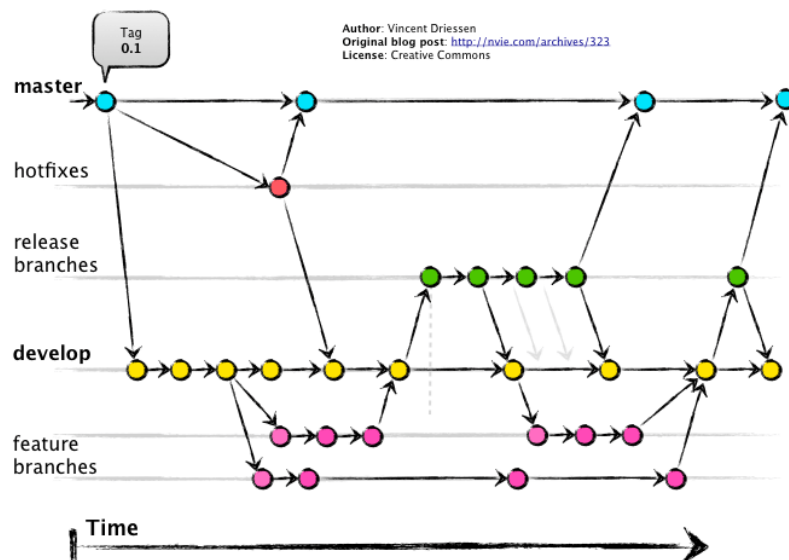 Tag
0.1
Author: Vincent Driessen
Original blog post: http://nvie.com/archives/323
License: Creative Commons
master
hotfixes
release
branches
develop
feature
branches
Time